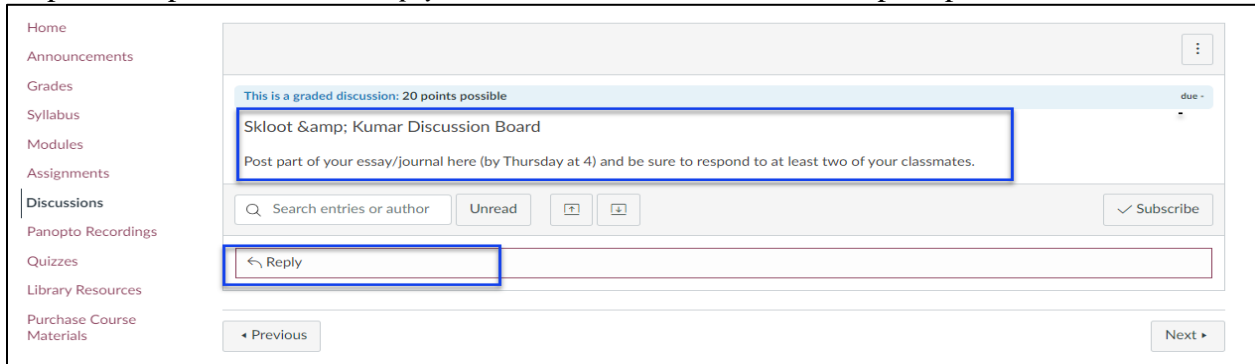 Home
Announcements
Grades
Syllabus
Modules
Assignments
Discussions
Panopto Recordings
Quizzes
Library Resources
Purchase Course
Materials
This is a graded discussion: 20 points possible
due -
-
Skloot &amp; Kumar Discussion Board
Post part of your essay/journal here (by Thursday at 4) and be sure to respond to at least two of your classmates.
Search entries or author
Unread
Subscribe
Reply
Previous
Next